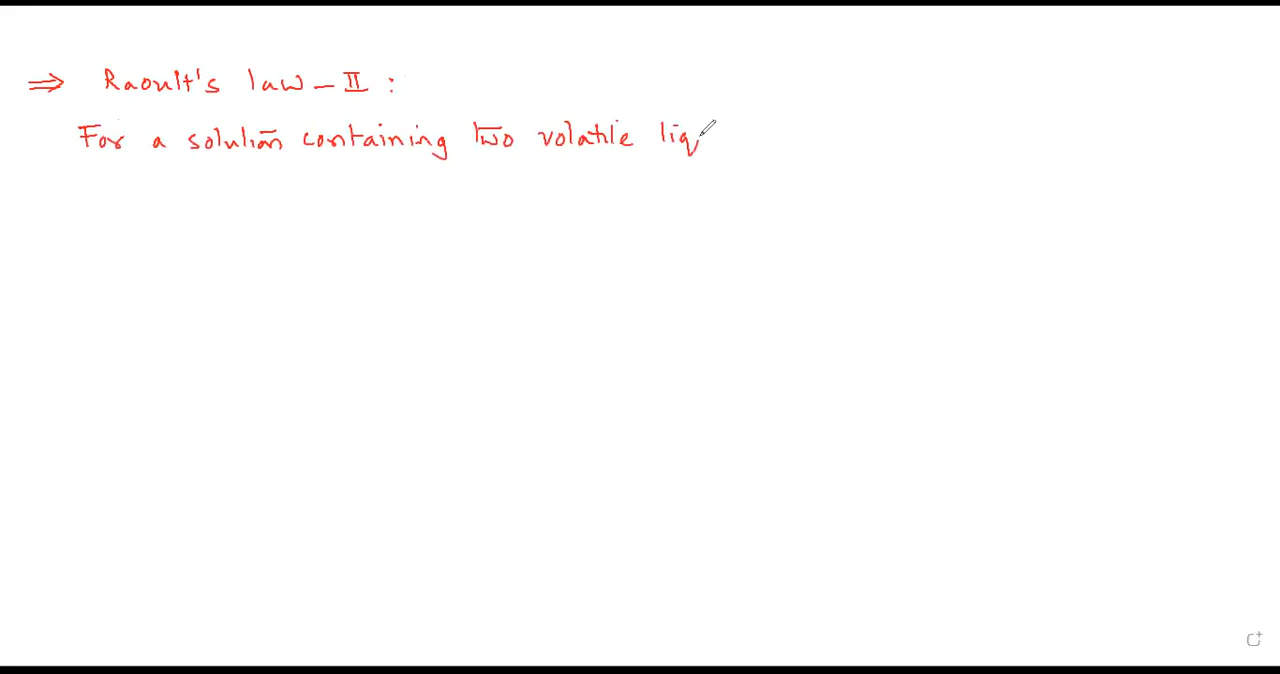 ⇒ Raoult's law - II :
For a solution containing two volatile liq